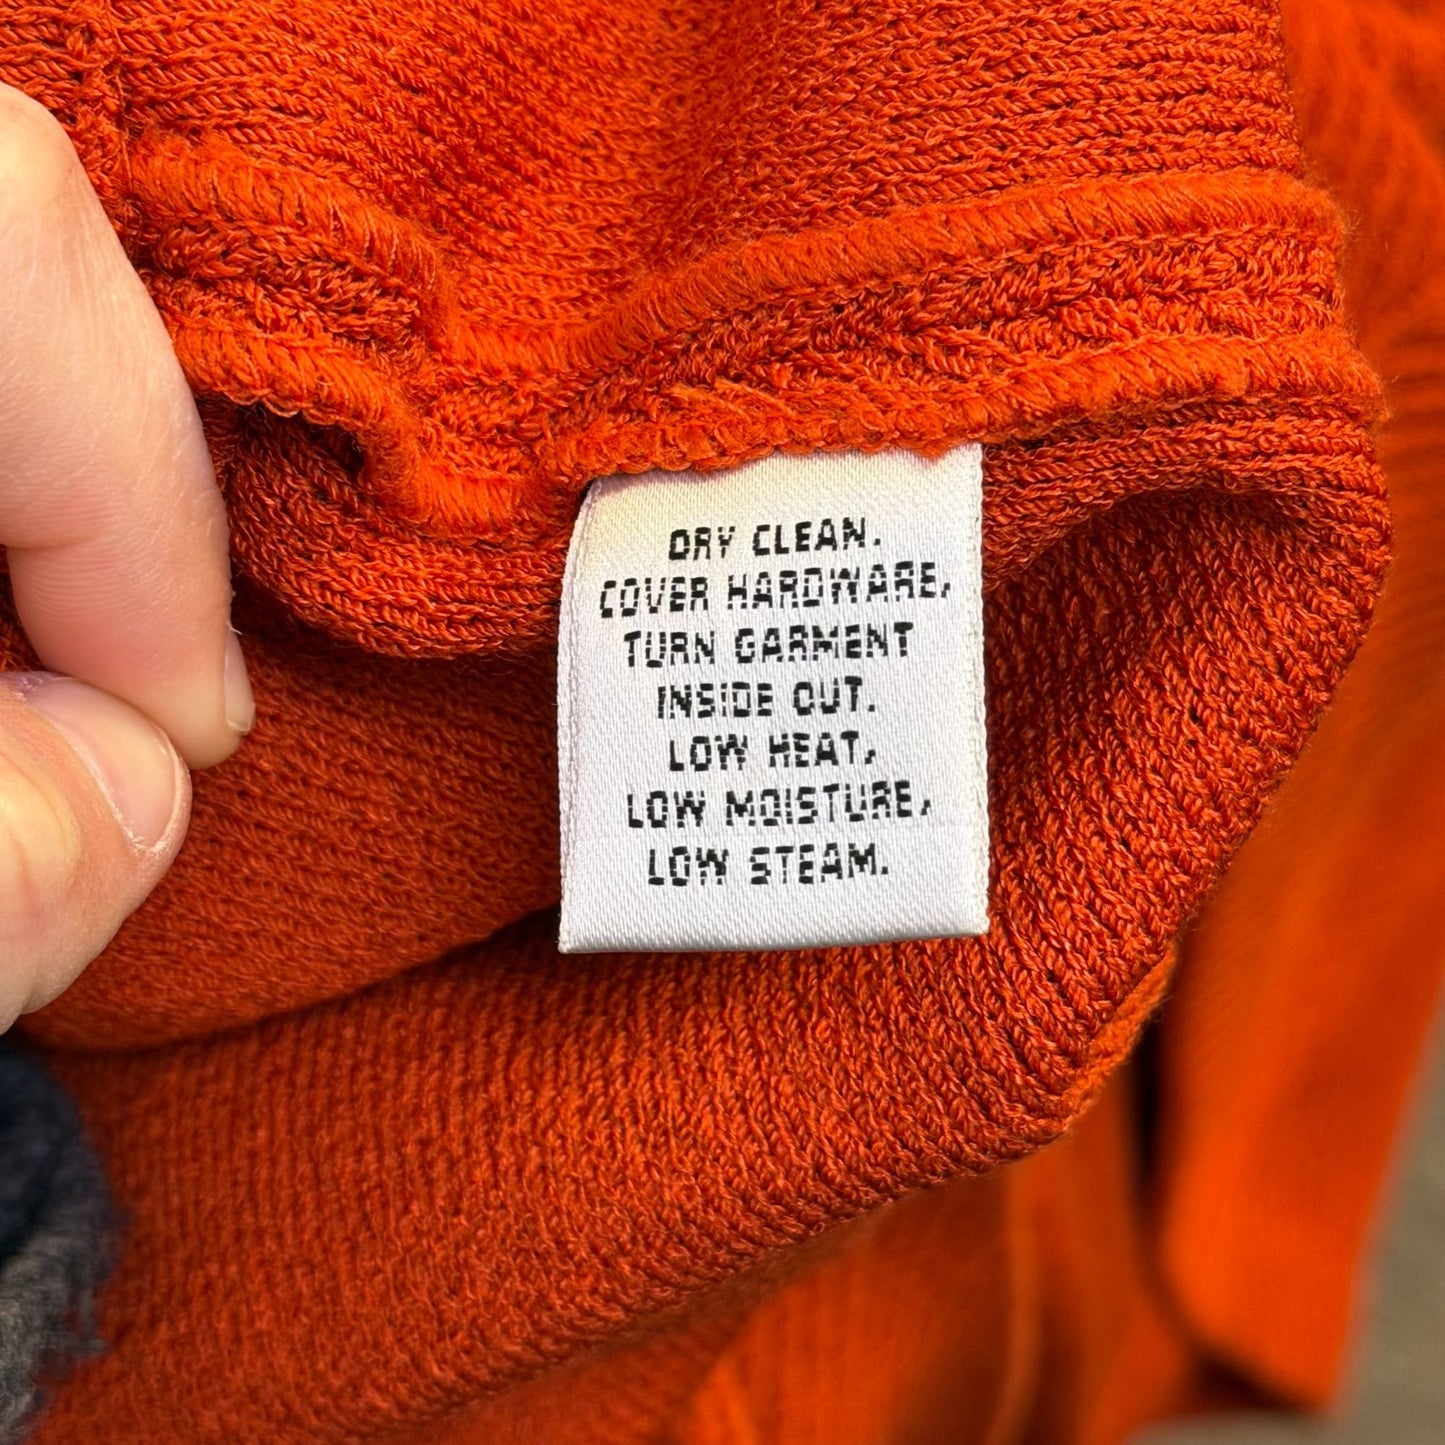 DRY CLEAN.
COVER HARDWARE,
TURN GARMENT
INSIDE OUT.
LOW HEAT,
LOW MOISTURE,
LOW STEAM.